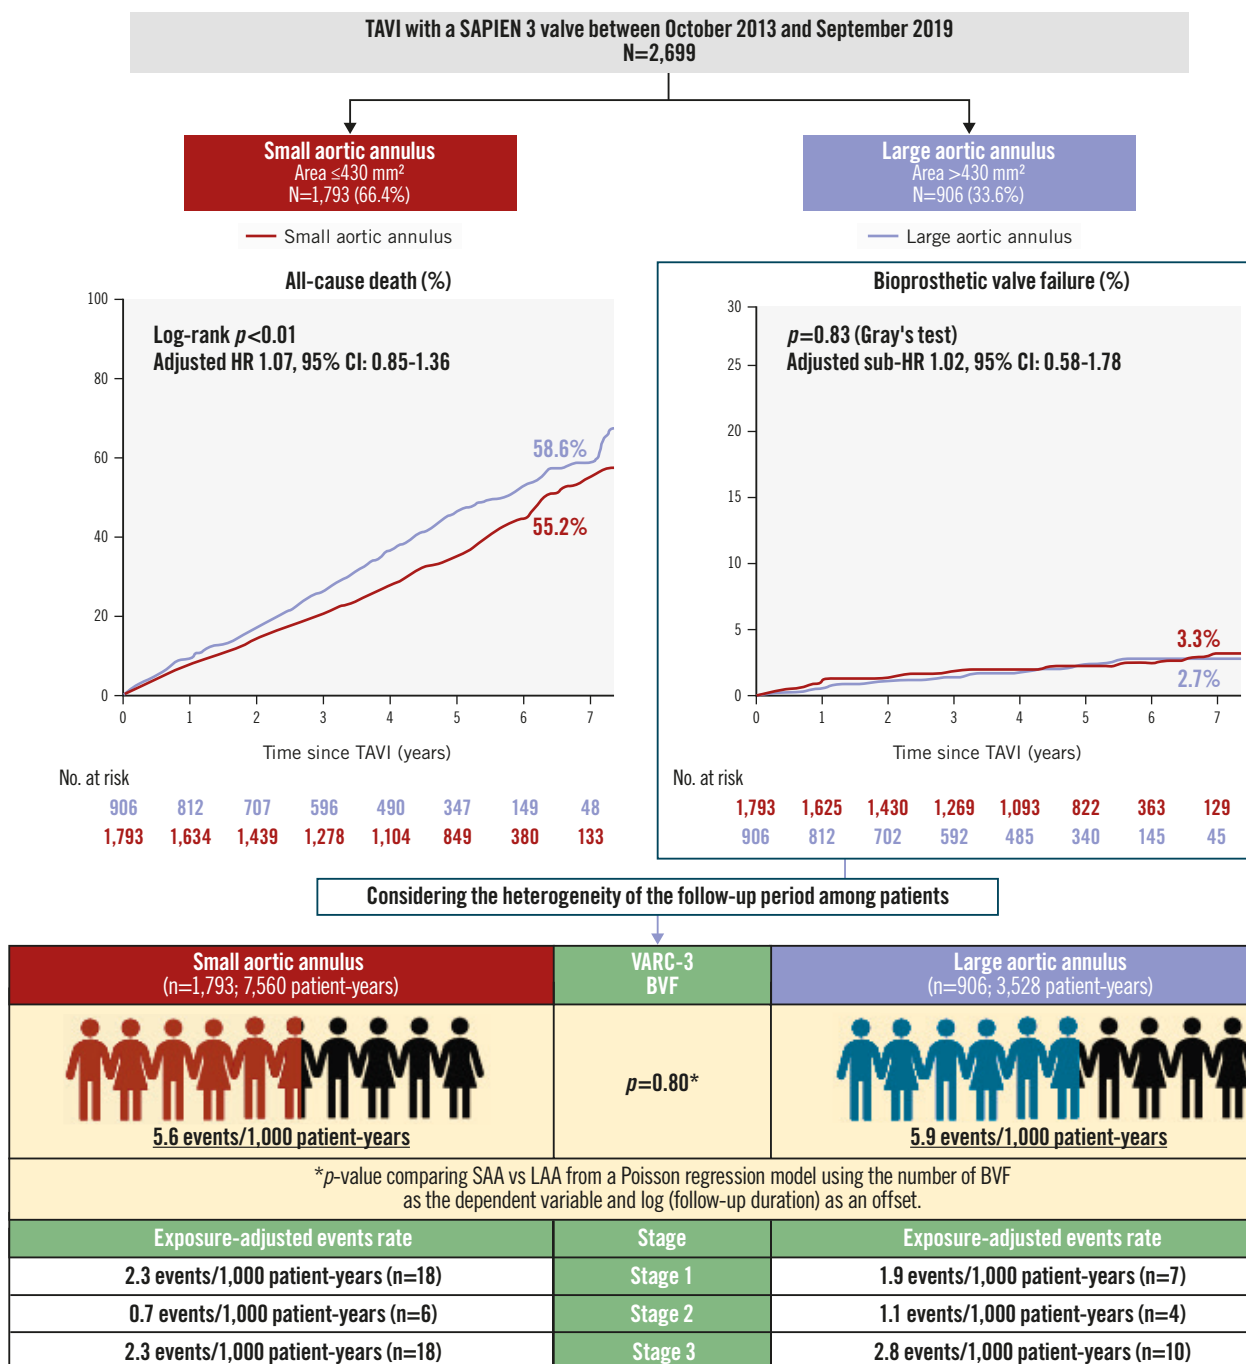 TAVI with a SAPIEN 3 valve between October 2013 and September 2019
N=2,699
Small aortic annulus
Area ≤430 mm²
N=1,793 (66.4%)
Large aortic annulus
Area >430 mm²
N=906 (33.6%)
Small aortic annulus
Large aortic annulus
All-cause death (%)
100
80
60
40
20
0
Log-rank p<0.01
Adjusted HR 1.07, 95% CI: 0.85-1.36
58.6%
55.2%
0 1 2 3 4 5 6 7
Time since TAVI (years)
No. at risk
906 812 707 596 490 347 149 48
1,793 1,634 1,439 1,278 1,104 849 380 133
Bioprosthetic valve failure (%)
30
25
20
15
10
5
0
p=0.83 (Gray's test)
Adjusted sub-HR 1.02, 95% CI: 0.58-1.78
3.3%
2.7%
0 1 2 3 4 5 6 7
Time since TAVI (years)
No. at risk
1,793 1,625 1,430 1,269 1,093 822 363 129
906 812 702 592 485 340 145 45
Considering the heterogeneity of the follow-up period among patients
Small aortic annulus
(n=1,793; 7,560 patient-years)
VARC-3
BVF
Large aortic annulus
(n=906; 3,528 patient-years)
5.6 events/1,000 patient-years
p=0.80*
5.9 events/1,000 patient-years
*p-value comparing SAA vs LAA from a Poisson regression model using the number of BVF
as the dependent variable and log (follow-up duration) as an offset.
Exposure-adjusted events rate Stage Exposure-adjusted events rate
2.3 events/1,000 patient-years (n=18) Stage 1 1.9 events/1,000 patient-years (n=7)
0.7 events/1,000 patient-years (n=6) Stage 2 1.1 events/1,000 patient-years (n=4)
2.3 events/1,000 patient-years (n=18) Stage 3 2.8 events/1,000 patient-years (n=10)